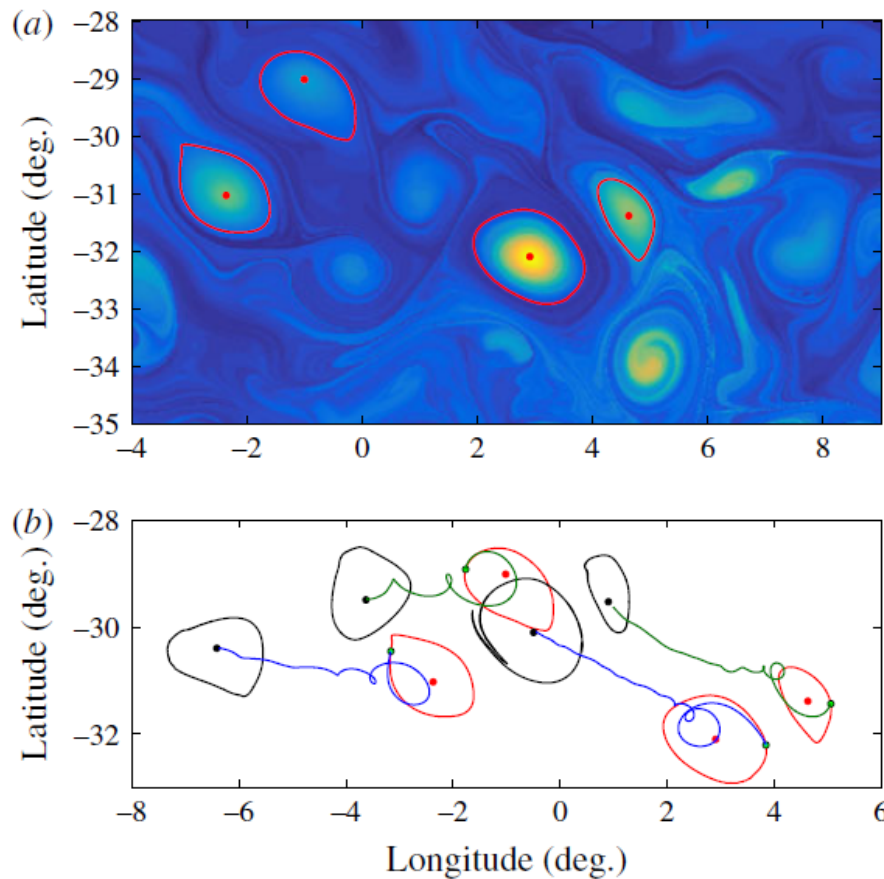 (a)
Latitude (deg.)
–28
–29
–30
–31
–32
–33
–34
–35
–4 –2 0 2 4 6 8
(b)
Latitude (deg.)
–28
–30
–32
–8 –6 –4 –2 0 2 4 6
Longitude (deg.)